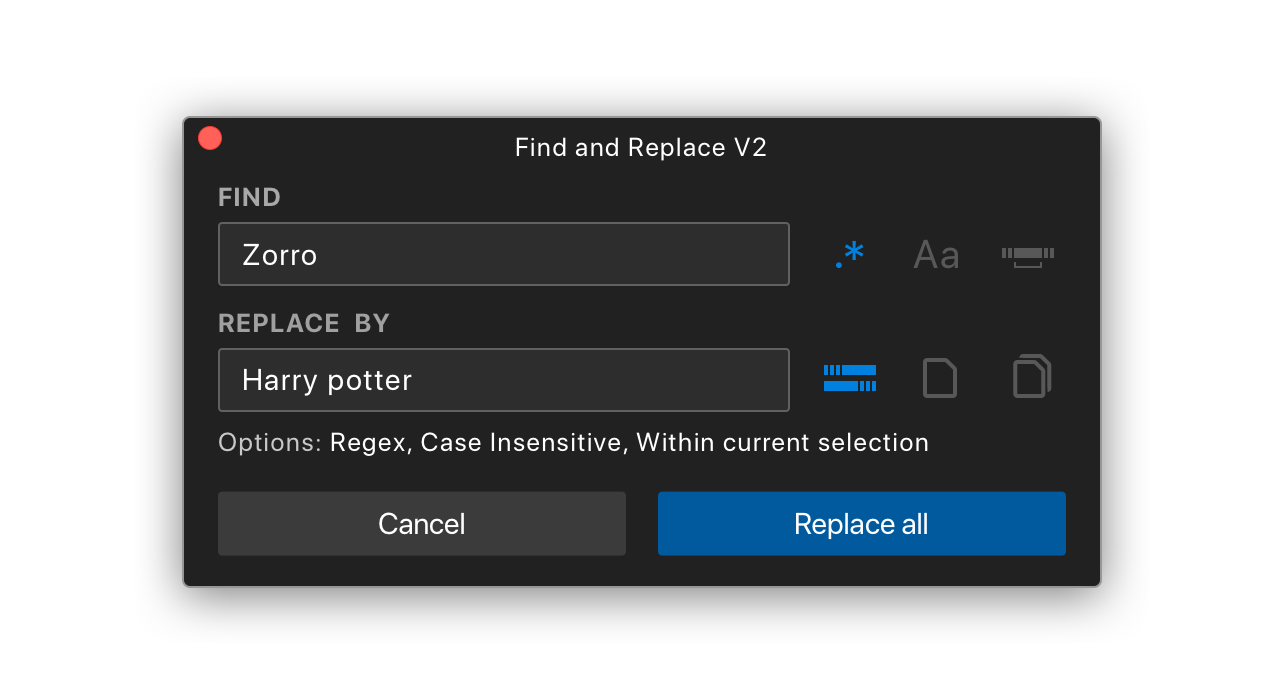 Find and Replace V2
FIND
Zorro
.* Aa
REPLACE BY
Harry potter
Options: Regex, Case Insensitive, Within current selection
Cancel Replace all